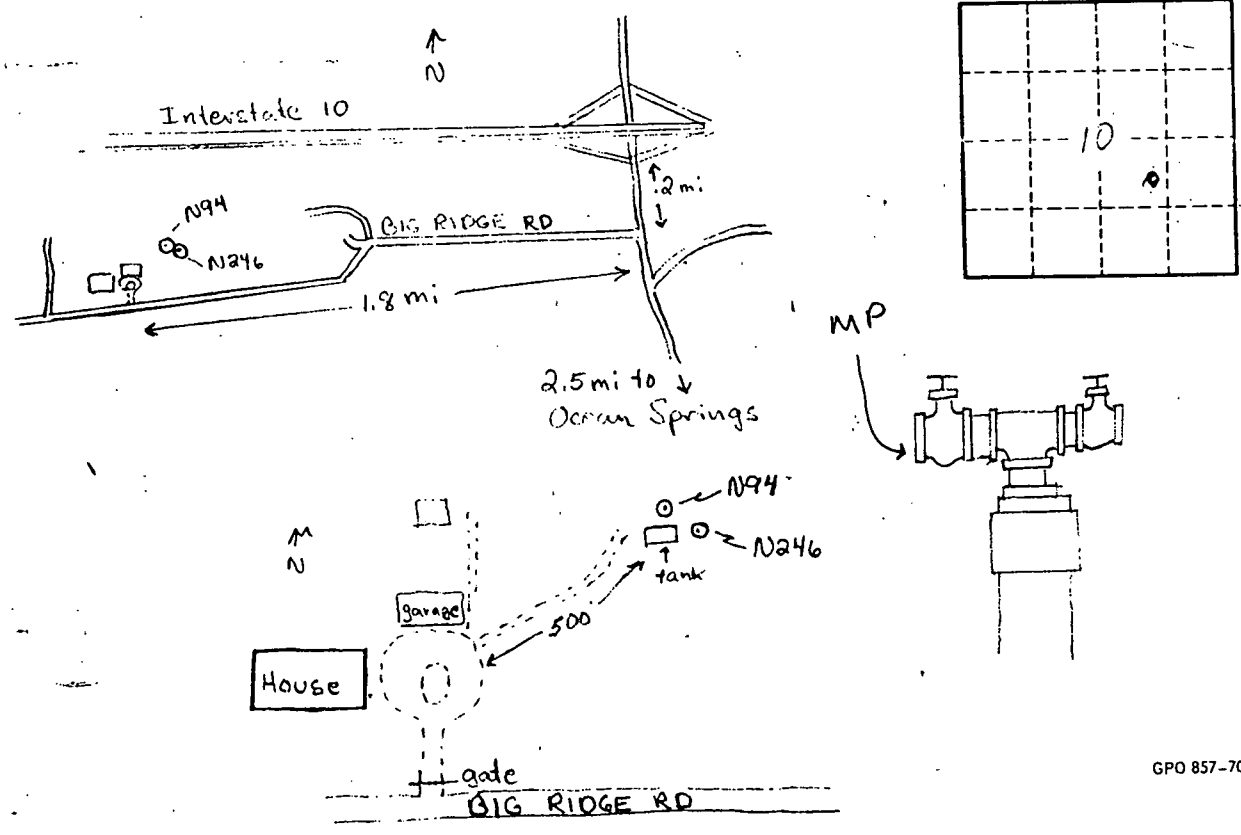 N
Interstate 10
10
.2 mi
N94
BIG RIDGE RD
N246
1.8 mi
MP
2.5 mi to
Ocean Springs
N94
N
N246
tank
garage
500'
House
gate
BIG RIDGE RD
GPO 857-70